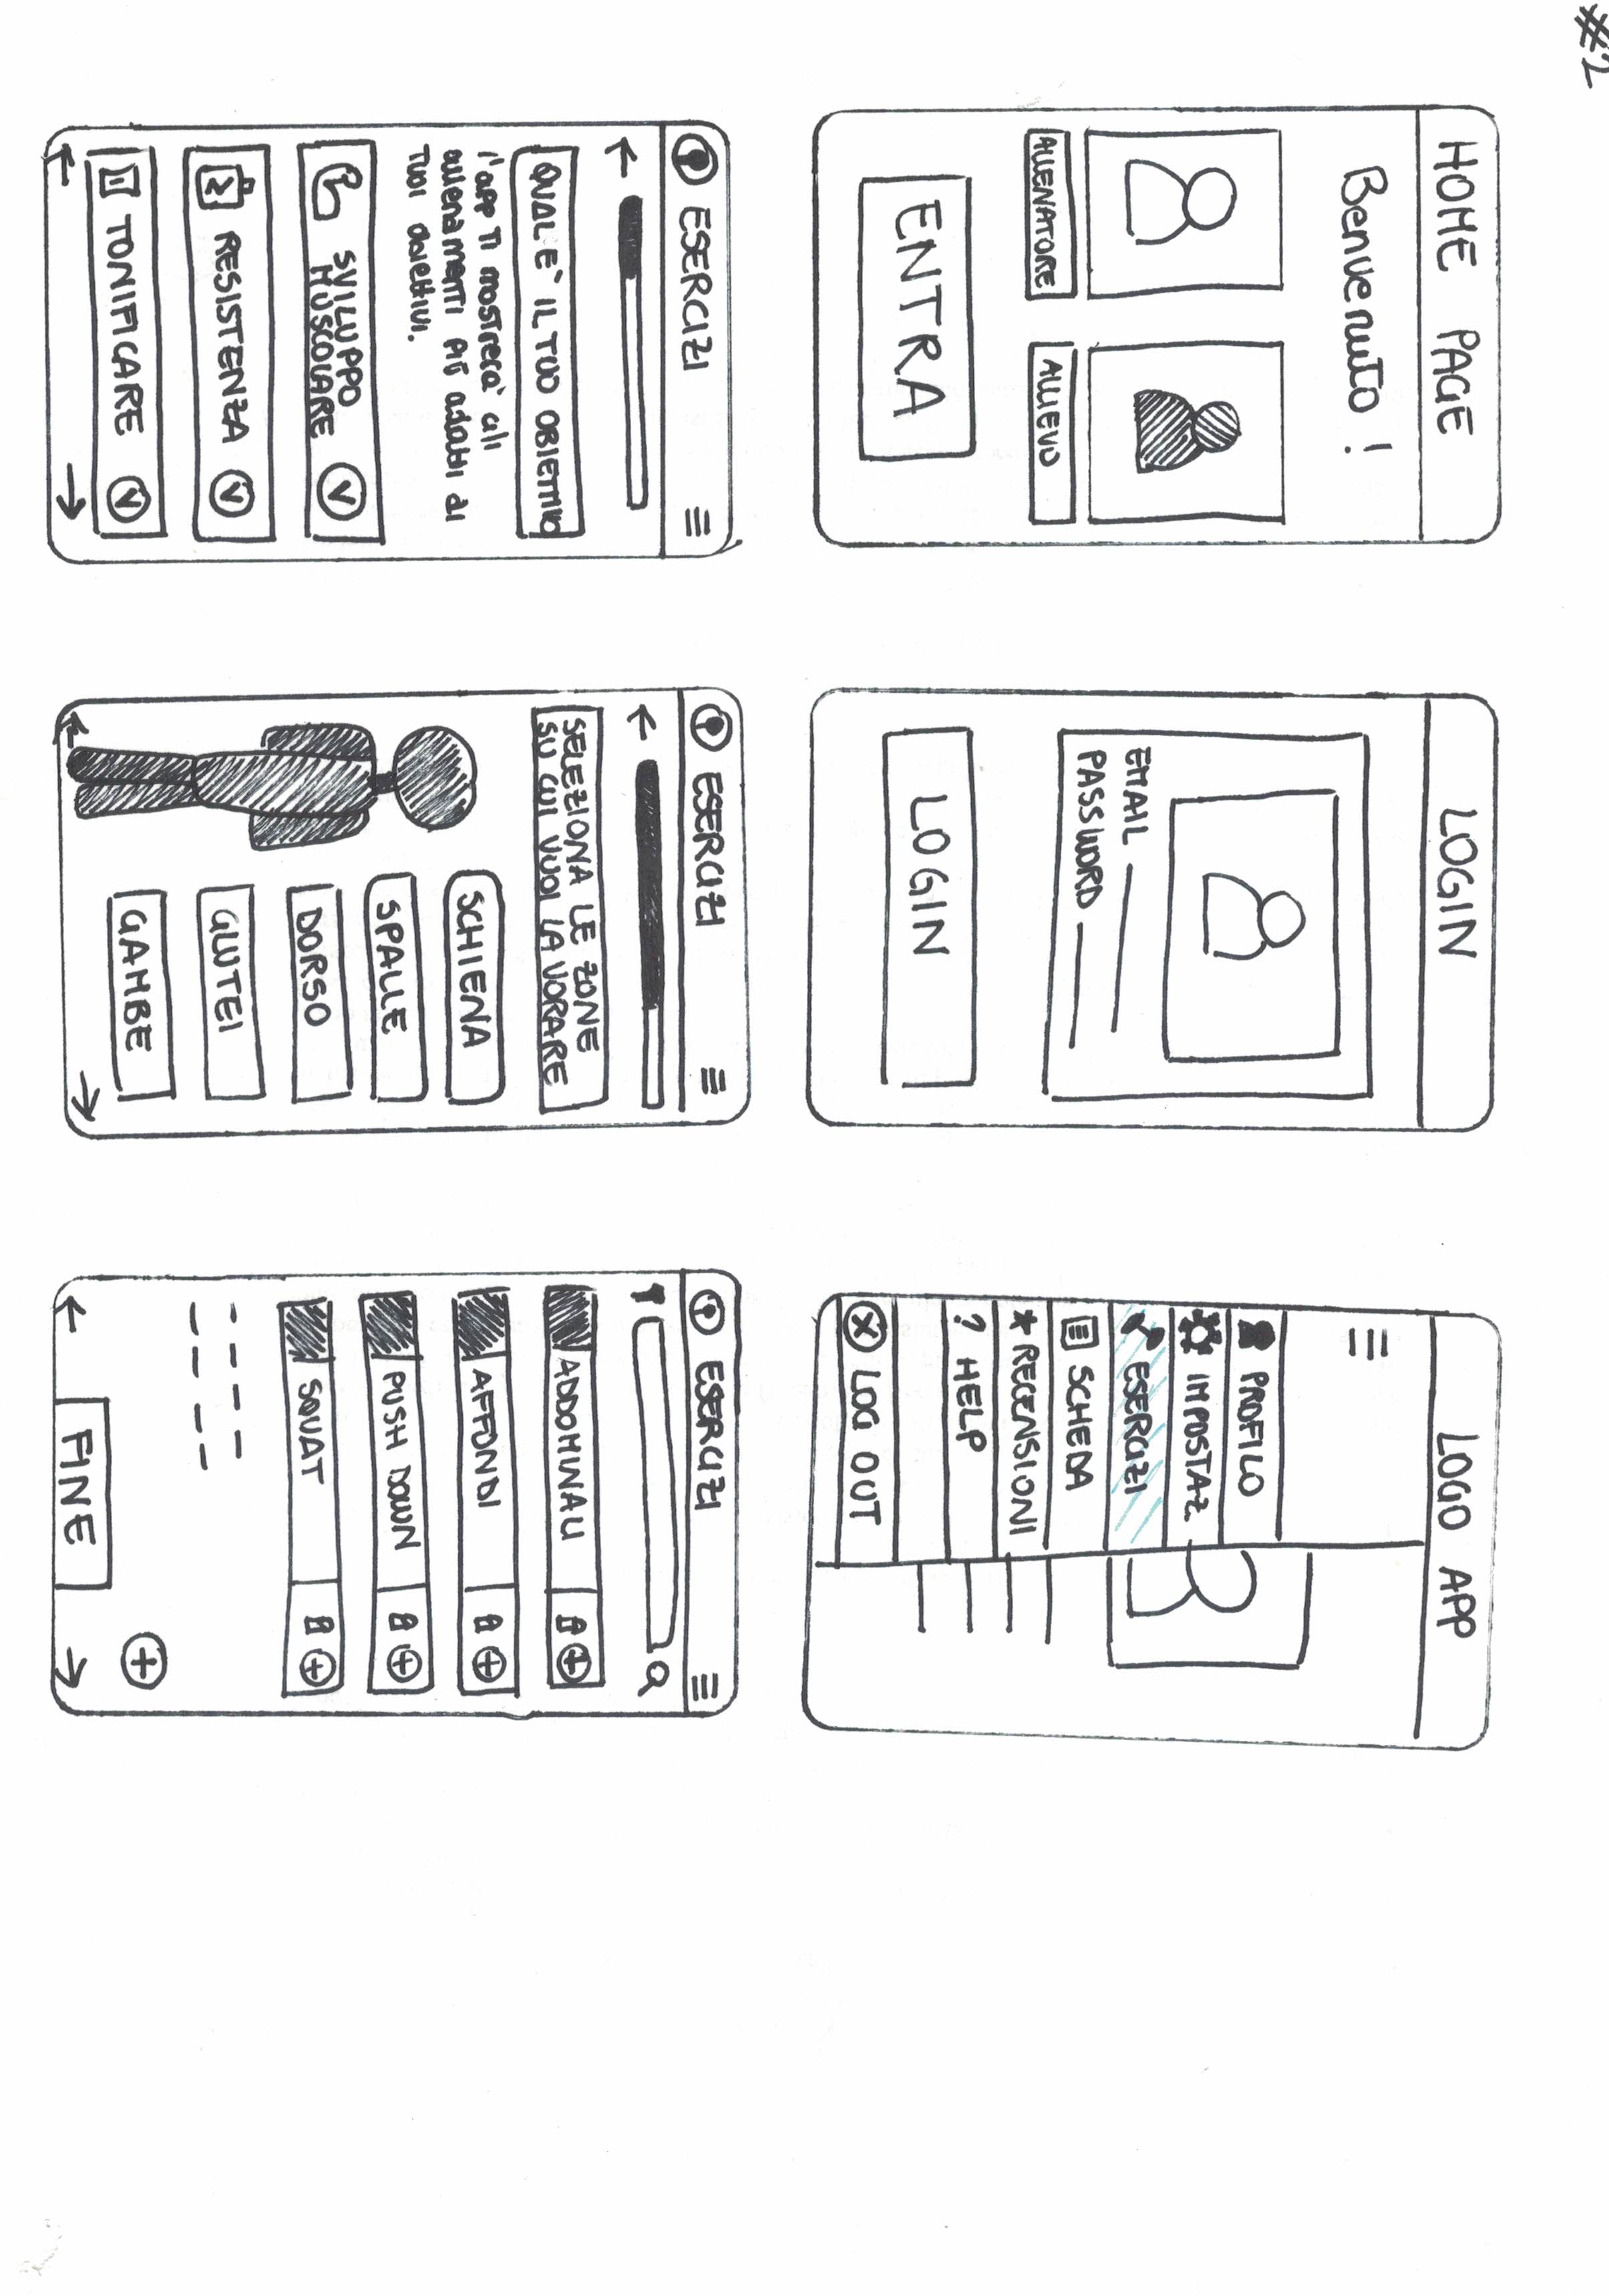 #2
HOME PAGE
Benvenuto!
ALLENATORE
ALLIEVO
ENTRA
LOGIN
EMAIL
PASSWORD
LOGIN
LOGO APP
PROFILO
IMPOSTAZ
ESERCIZI
SCHEDA
* RECENSIONI
? HELP
LOG OUT
ESERCIZI
QUAL E' IL TUO OBIETTIVO
l'app ti mostrerà gli
allenamenti più adatti ai
tuoi obiettivi.
SVILUPPO
MUSCOLARE
RESISTENZA
TONIFICARE
ESERCIZI
SELEZIONA LE ZONE
SU CUI VUOI LAVORARE
SCHIENA
SPALLE
DORSO
GLUTEI
GAMBE
ESERCIZI
ADDOMINALI
AFFONDI
PUSH DOWN
SQUAT
FINE